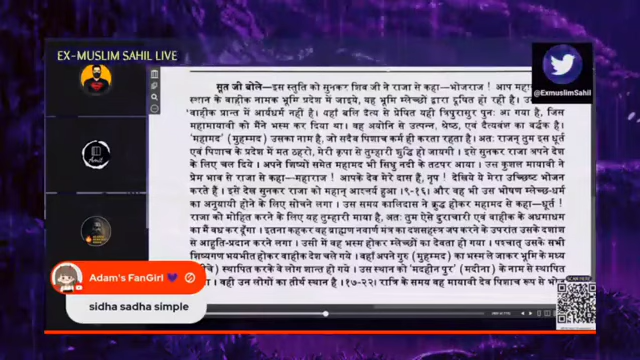 EX-MUSLIM SAHIL LIVE
@ExmuslimSahil
सूत जी बोले—इस स्तुति को सुनकर शिव जी ने राजा से कहा—भोजराज ! आप महा
स्थान के वाहीक नामक भूमि प्रदेश में जाइये, वह भूमि म्लेच्छों द्वारा दूषित हो रही है।
वाहीक प्रान्त में आर्यधर्म नहीं है। वहाँ बलि दैत्य से प्रेषित यही त्रिपुरासुर पुनः आ गया है, जिस
महामायावी को मैंने भस्म कर दिया था। वह अयोनि से उत्पन्न, श्रेष्ठ, एवं दैत्यवंश का वर्द्धक है।
'महामद' (मुहम्मद) उसका नाम है, जो सदैव पिशाच कर्म ही करता रहता है। अतः राजन् तुम इस धूर्त
एवं पिशाच के प्रदेश में मत ठहरो, मेरी कृपा से तुम्हारी शुद्धि हो जायगी। इसे सुनकर राजा अपने देश
के लिए चल दिये। अपने शिष्यों समेत महामद भी सिन्धु नदी के तटपर आया। उस कुशल मायावी ने
प्रेम भाव से राजा से कहा—महाराज! आपके देव मेरे दास है, नृप! देखिये ये मेरा उच्छिष्ट भोजन
करते हैं। इसे देख सुनकर राजा को महान् आश्चर्य हुआ।९-१६। और वह भी उस भीषण म्लेच्छ-धर्म
का अनुयायी होने के लिए सोचने लगा। उस समय कालिदास ने क्रुद्ध होकर महामद से कहा—धूर्त!
राजा को मोहित करने के लिए यह तुम्हारी माया है, अतः तुम ऐसे दुराचारी एवं वाहीक के अधमाधम
का मैं वध कर दूँगा। इतना कहकर वह ब्राह्मण नवार्ण मंत्र का दशसहस्र जप करने के उपरांत उसके दशांश
से आहुति-प्रदान करने लगा। उसी में वह भस्म होकर म्लेच्छों का देवता हो गया। पश्चात् उसके सभी
शिष्यगण भयभीत होकर वाहीक देश चले गये। वहाँ अपने गुरु (मुहम्मद) का भस्म ले जाकर भूमि के मध्य
स्थापित करके वे लोग शान्त हो गये। उस स्थान को 'मदहीन पुर' (मदीना) के नाम से स्थापित
वही उन लोगों का तीर्थ स्थान है।१७-२२। रात्रि के समय वह मायावी देव पिशाच रूप से
Adam's FanGirl
sidha sadha simple